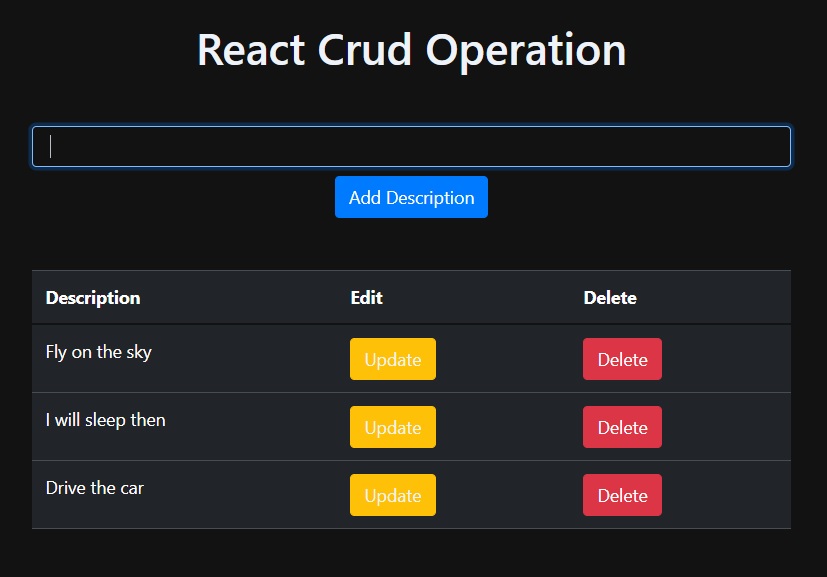 React Crud Operation
Add Description
Description Edit Delete
Fly on the sky Update Delete
I will sleep then Update Delete
Drive the car Update Delete